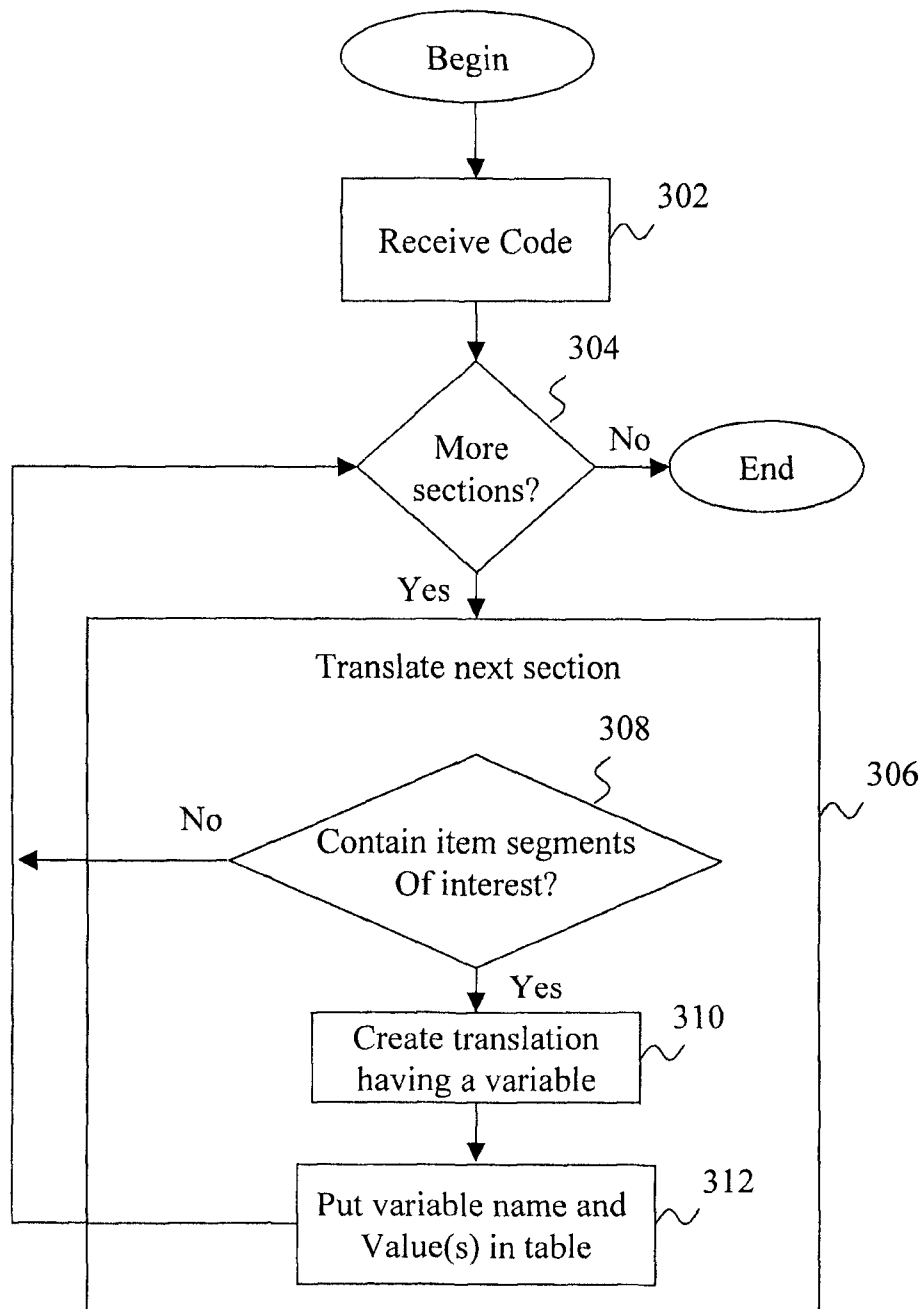 Begin
302
Receive Code
304
More
sections?
No
End
Yes
Translate next section
308
306
No
Contain item segments
Of interest?
Yes
310
Create translation
having a variable
312
Put variable name and
Value(s) in table